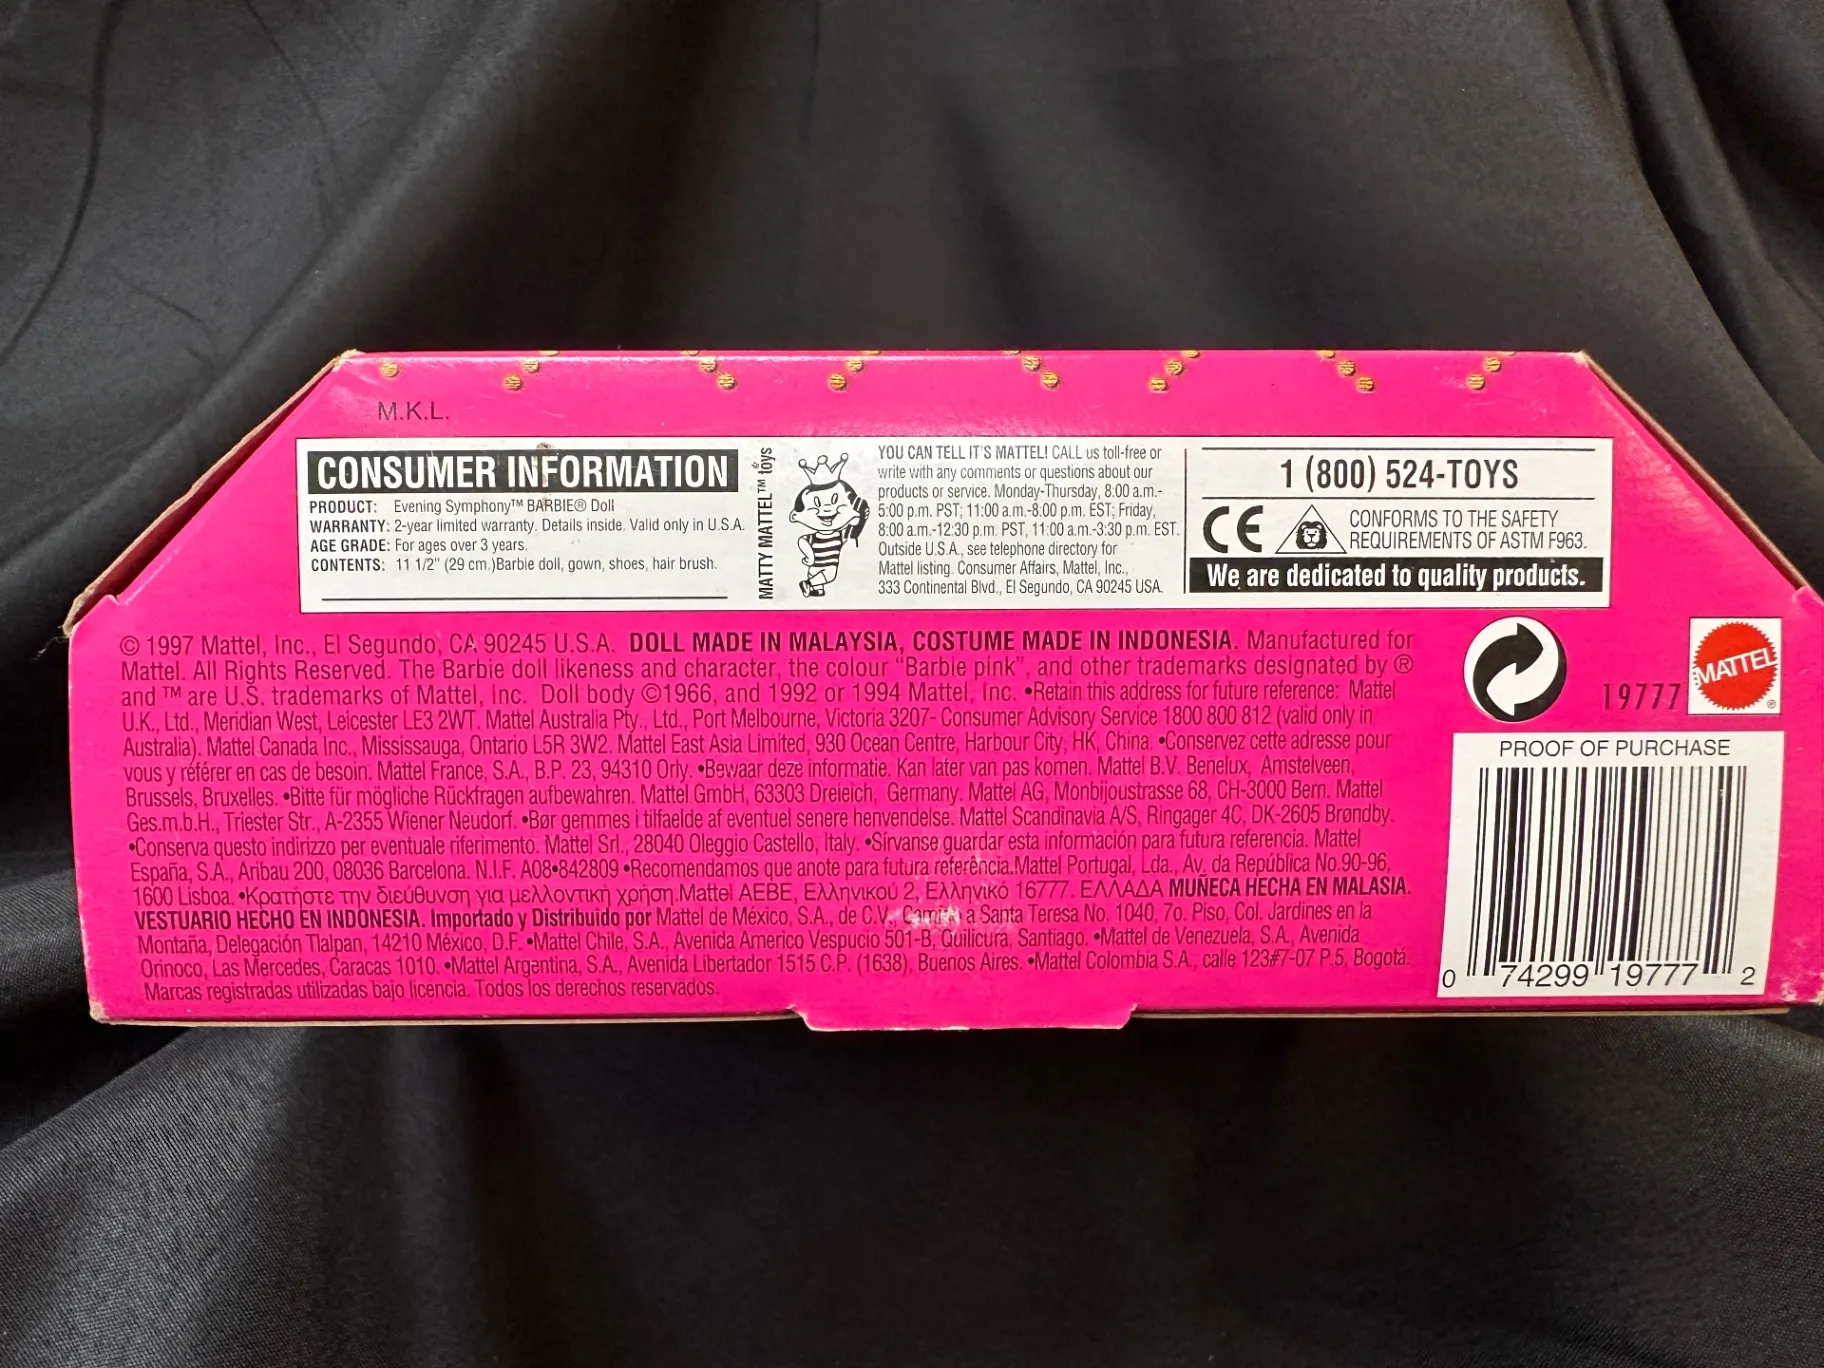 M.K.L.
CONSUMER INFORMATION
PRODUCT: Evening Symphony™ BARBIE® Doll
WARRANTY: 2-year limited warranty. Details inside. Valid only in U.S.A.
AGE GRADE: For ages over 3 years.
CONTENTS: 11 1/2" (29 cm.)Barbie doll, gown, shoes, hair brush.
MATTY MATTEL™ toys
YOU CAN TELL IT'S MATTEL! CALL us toll-free or
write with any comments or questions about our
products or service. Monday-Thursday, 8:00 a.m.-
5:00 p.m. PST; 11:00 a.m.-8:00 p.m. EST; Friday,
8:00 a.m.-12:30 p.m. PST, 11:00 a.m.-3:30 p.m. EST.
Outside U.S.A., see telephone directory for
Mattel listing. Consumer Affairs, Mattel, Inc.,
333 Continental Blvd., El Segundo, CA 90245 USA.
1 (800) 524-TOYS
CE
CONFORMS TO THE SAFETY
REQUIREMENTS OF ASTM F963.
We are dedicated to quality products.
© 1997 Mattel, Inc., El Segundo, CA 90245 U.S.A. DOLL MADE IN MALAYSIA, COSTUME MADE IN INDONESIA. Manufactured for
Mattel. All Rights Reserved. The Barbie doll likeness and character, the colour "Barbie pink", and other trademarks designated by ®
and ™ are U.S. trademarks of Mattel, Inc. Doll body ©1966, and 1992 or 1994 Mattel, Inc. •Retain this address for future reference: Mattel
U.K., Ltd., Meridian West, Leicester LE3 2WT. Mattel Australia Pty., Ltd., Port Melbourne, Victoria 3207- Consumer Advisory Service 1800 800 812 (valid only in
Australia). Mattel Canada Inc., Mississauga, Ontario L5R 3W2. Mattel East Asia Limited, 930 Ocean Centre, Harbour City, HK, China. •Conservez cette adresse pour
vous y référer en cas de besoin. Mattel France, S.A., B.P. 23, 94310 Orly. •Bewaar deze informatie. Kan later van pas komen. Mattel B.V. Benelux, Amstelveen,
Brussels, Bruxelles. •Bitte für mögliche Rückfragen aufbewahren. Mattel GmbH, 63303 Dreieich, Germany. Mattel AG, Monbijoustrasse 68, CH-3000 Bern. Mattel
Ges.m.b.H., Triester Str., A-2355 Wiener Neudorf. •Bør gemmes i tilfaelde af eventuel senere henvendelse. Mattel Scandinavia A/S, Ringager 4C, DK-2605 Brøndby.
•Conserva questo indirizzo per eventuale riferimento. Mattel Srl., 28040 Oleggio Castello, Italy. •Sírvanse guardar esta información para futura referencia. Mattel
España, S.A., Aribau 200, 08036 Barcelona. N.I.F. A08•842809 •Recomendamos que anote para futura referência.Mattel Portugal, Lda., Av. da República No.90-96,
1600 Lisboa. •Κρατήστε την διεύθυνση για μελλοντική χρήση.Mattel AEBE, Ελληνικού 2, Ελληνικό 16777. ΕΛΛΑΔΑ MUÑECA HECHA EN MALASIA.
VESTUARIO HECHO EN INDONESIA. Importado y Distribuido por Mattel de México, S.A., de C.V., a Santa Teresa No. 1040, 7o. Piso, Col. Jardines en la
Montaña, Delegación Tlalpan, 14210 México, D.F. •Mattel Chile, S.A., Avenida Americo Vespucio 501-B, Quilicura, Santiago. •Mattel de Venezuela, S.A., Avenida
Orinoco, Las Mercedes, Caracas 1010. •Mattel Argentina, S.A., Avenida Libertador 1515 C.P. (1638), Buenos Aires. •Mattel Colombia S.A., calle 123#7-07 P.5, Bogotá.
Marcas registradas utilizadas bajo licencia. Todos los derechos reservados.
19777
MATTEL®
PROOF OF PURCHASE
0 74299 19777 2